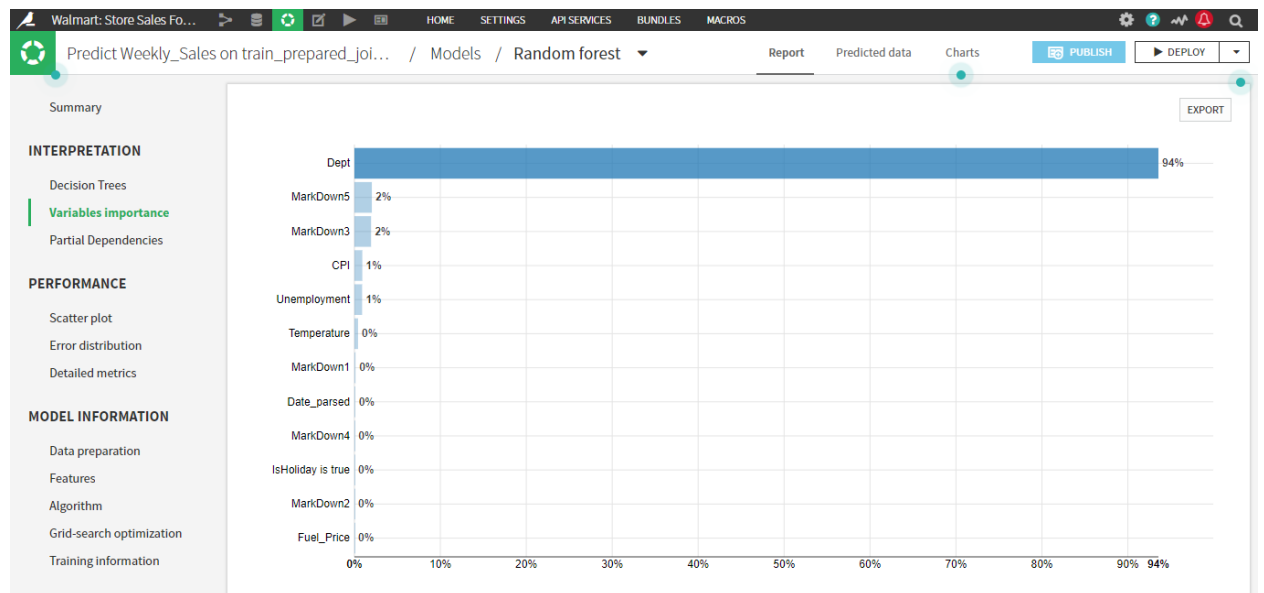 Walmart: Store Sales Fo... HOME SETTINGS API SERVICES BUNDLES MACROS
Predict Weekly_Sales on train_prepared_joi... / Models / Random forest Report Predicted data Charts PUBLISH DEPLOY
Summary
INTERPRETATION
Decision Trees
Variables importance
Partial Dependencies
PERFORMANCE
Scatter plot
Error distribution
Detailed metrics
MODEL INFORMATION
Data preparation
Features
Algorithm
Grid-search optimization
Training information
EXPORT
Dept 94%
MarkDown5 2%
MarkDown3 2%
CPI 1%
Unemployment 1%
Temperature 0%
MarkDown1 0%
Date_parsed 0%
MarkDown4 0%
IsHoliday is true 0%
MarkDown2 0%
Fuel_Price 0%
0% 10% 20% 30% 40% 50% 60% 70% 80% 90% 94%